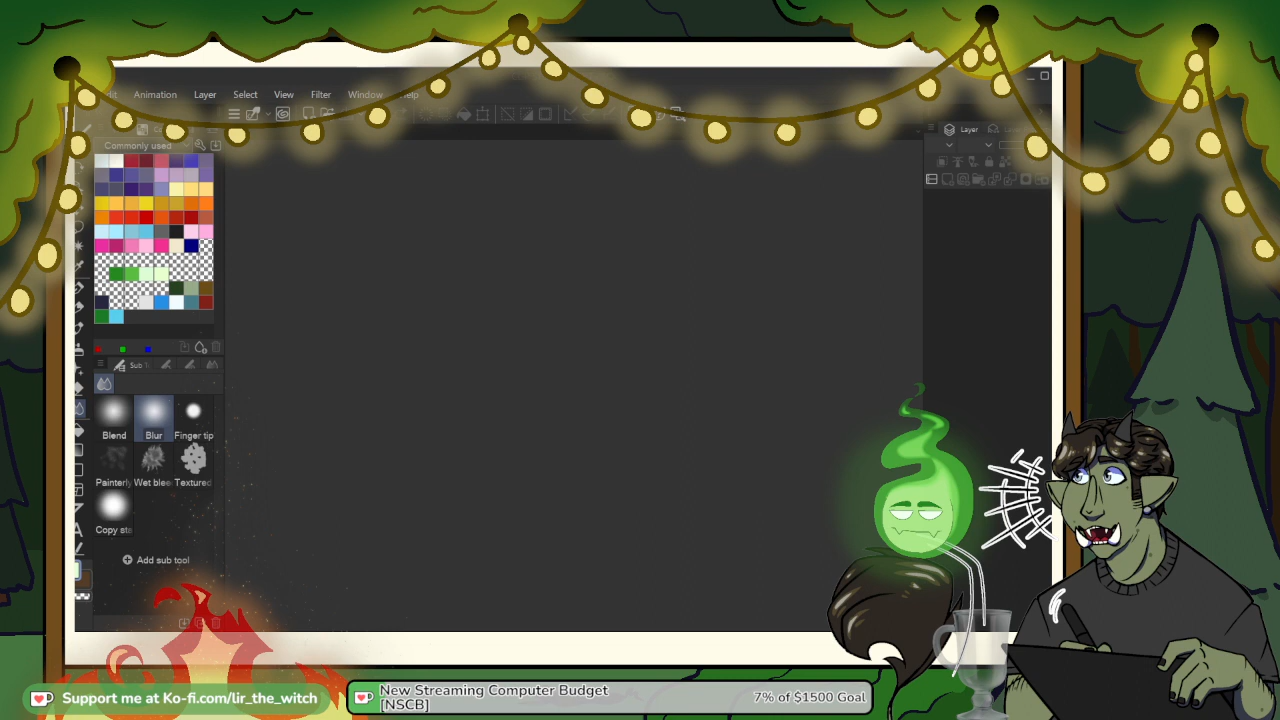 Animation Layer Select View Filter Window
Commonly used
Layer
Sub T
Blend Blur Finger tip
Painterly Wet blee Textured
Copy sta
Add sub tool
Support me at Ko-fi.com/lir_the_witch
New Streaming Computer Budget
[NSCB]
7% of $1500 Goal